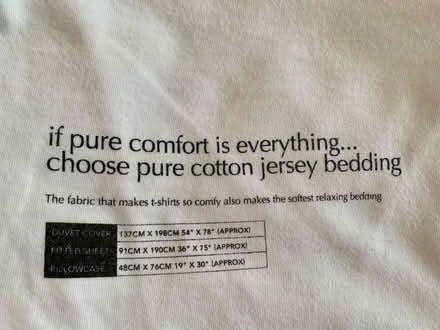 if pure comfort is everything...
choose pure cotton jersey bedding
The fabric that makes t-shirts so comfy also makes the softest relaxing bedding
DUVET COVER 137CM X 198CM 54" X 78" (APPROX)
FITTED SHEET 91CM X 190CM 36" X 75" (APPROX)
PILLOWCASE 48CM X 76CM 19" X 30" (APPROX)